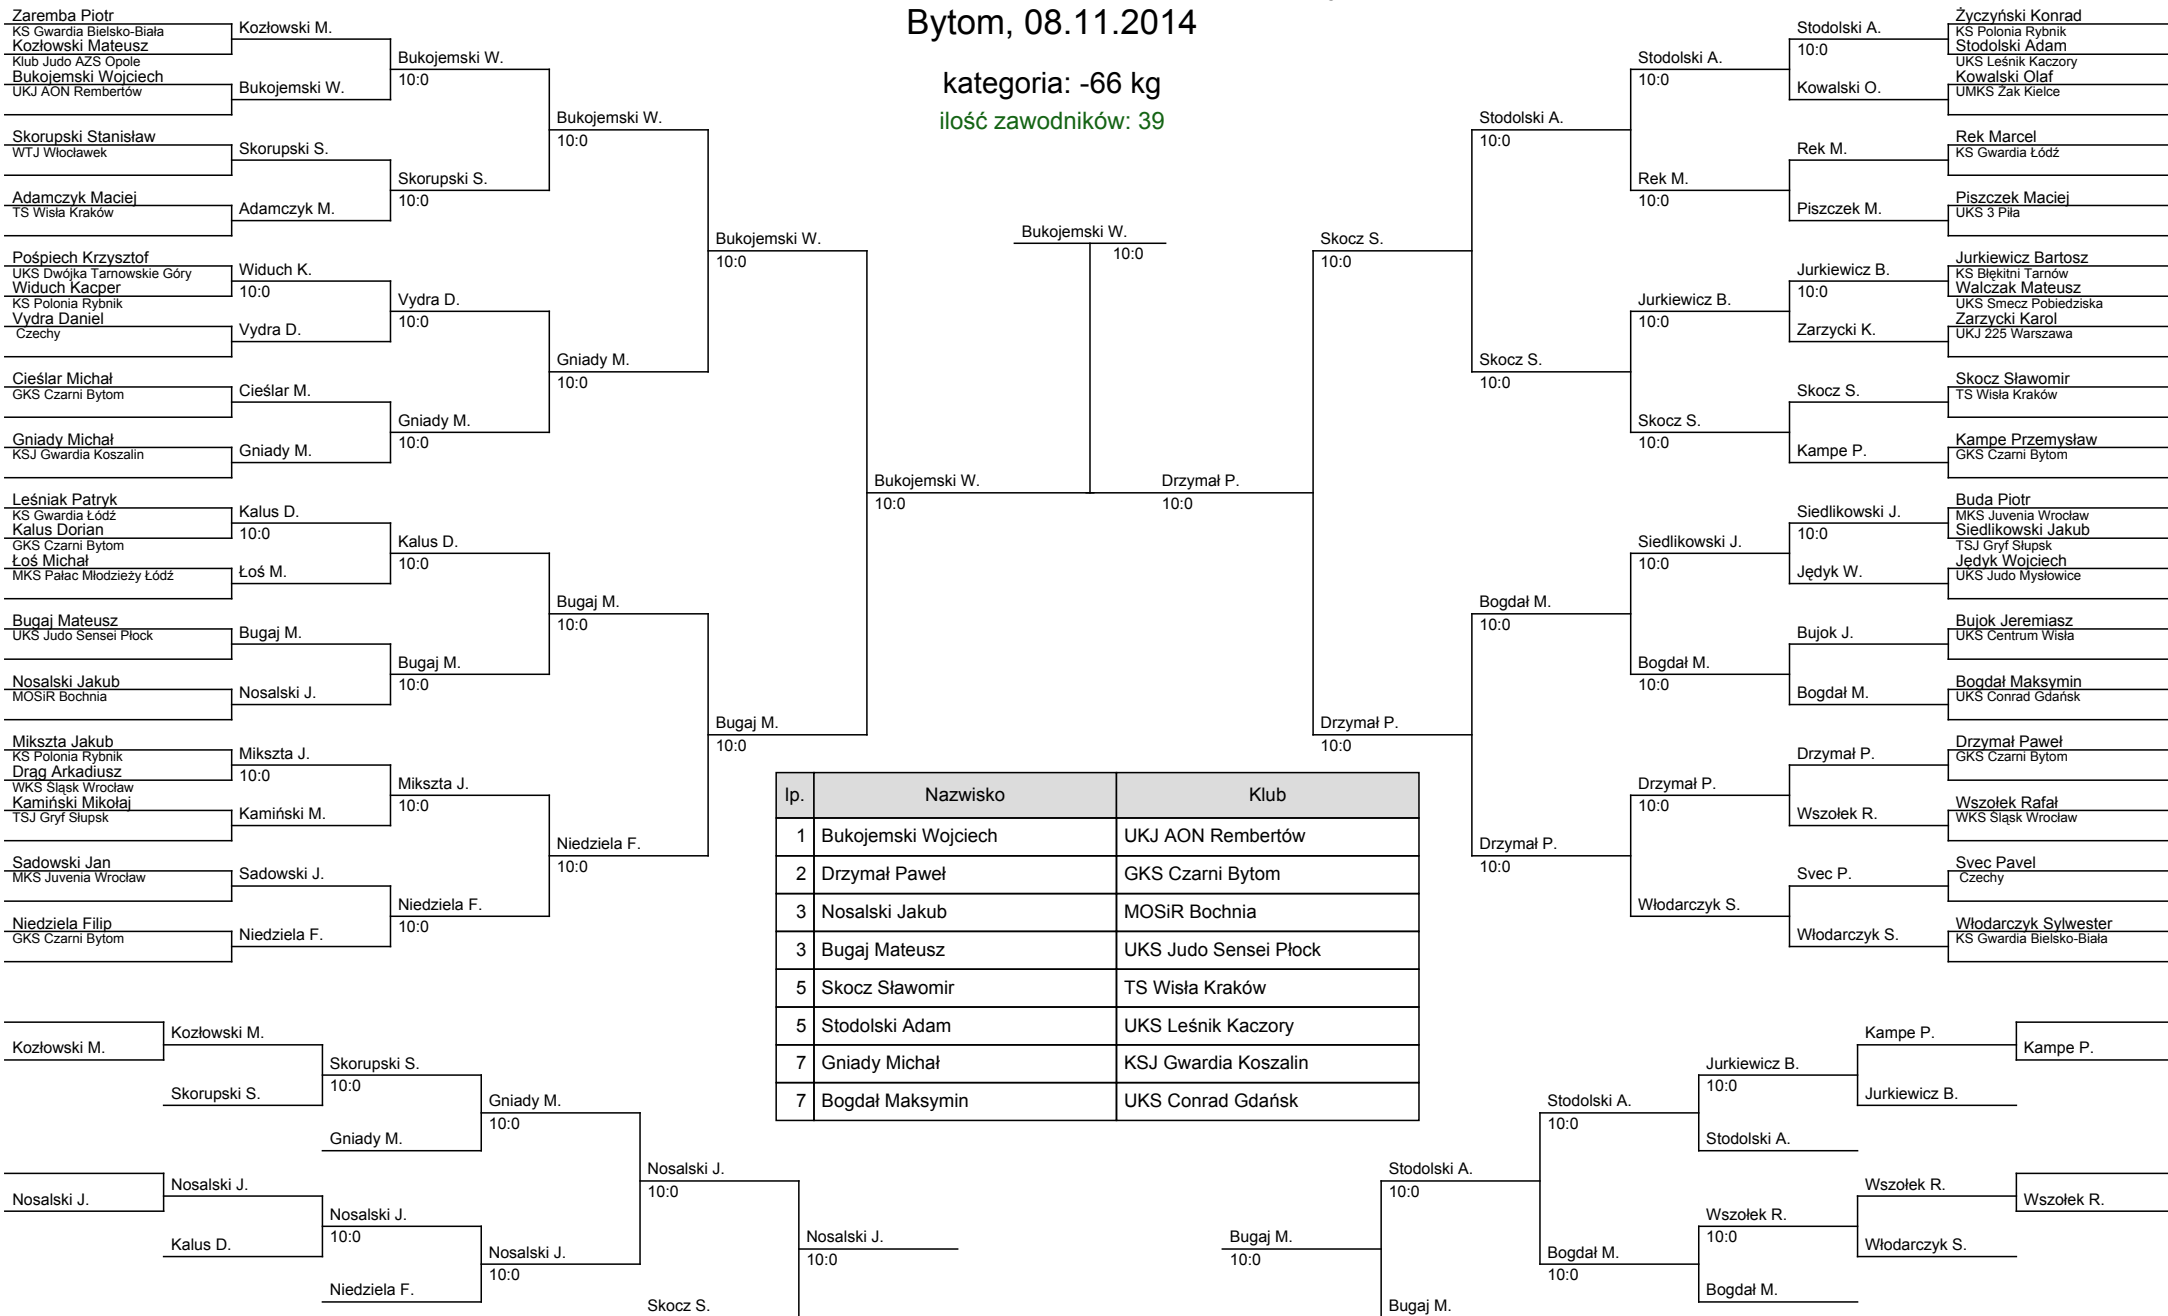 Bytom, 08.11.2014
kategoria: -66 kg
ilość zawodników: 39
Zaremba Piotr
KS Gwardia Bielsko-Biała
Kozłowski Mateusz
Klub Judo AZS Opole
Bukojemski Wojciech
UKJ AON Rembertów
Skorupski Stanisław
WTJ Włocławek
Adamczyk Maciej
TS Wisła Kraków
Pośpiech Krzysztof
UKS Dwójka Tarnowskie Góry
Widuch Kacper
KS Polonia Rybnik
Vydra Daniel
Czechy
Cieślar Michał
GKS Czarni Bytom
Gniady Michał
KSJ Gwardia Koszalin
Leśniak Patryk
KS Gwardia Łódź
Kalus Dorian
GKS Czarni Bytom
Łoś Michał
MKS Pałac Młodzieży Łódź
Bugaj Mateusz
UKS Judo Sensei Płock
Nosalski Jakub
MOSiR Bochnia
Mikszta Jakub
KS Polonia Rybnik
Drąg Arkadiusz
WKS Śląsk Wrocław
Kamiński Mikołaj
TSJ Gryf Słupsk
Sadowski Jan
MKS Juvenia Wrocław
Niedziela Filip
GKS Czarni Bytom
Kozłowski M.
Bukojemski W.
Skorupski S.
Adamczyk M.
Widuch K.
10:0
Vydra D.
Cieślar M.
Gniady M.
Kalus D.
10:0
Łoś M.
Bugaj M.
Nosalski J.
Mikszta J.
10:0
Kamiński M.
Sadowski J.
Niedziela F.
Bukojemski W.
10:0
Skorupski S.
10:0
Vydra D.
10:0
Gniady M.
10:0
Kalus D.
10:0
Bugaj M.
10:0
Mikszta J.
10:0
Niedziela F.
10:0
Bukojemski W.
10:0
Gniady M.
10:0
Bugaj M.
10:0
Niedziela F.
10:0
Bukojemski W.
10:0
Bugaj M.
10:0
Bukojemski W.
10:0
Bukojemski W.
10:0
Drzymał P.
10:0
Skocz S.
10:0
Drzymał P.
10:0
Stodolski A.
10:0
Skocz S.
10:0
Bogdał M.
10:0
Drzymał P.
10:0
Stodolski A.
10:0
Rek M.
10:0
Jurkiewicz B.
10:0
Skocz S.
10:0
Siedlikowski J.
10:0
Bogdał M.
10:0
Drzymał P.
10:0
Włodarczyk S.
Stodolski A.
10:0
Kowalski O.
Rek M.
Piszczek M.
Jurkiewicz B.
10:0
Zarzycki K.
Skocz S.
Kampe P.
Siedlikowski J.
10:0
Jędyk W.
Bujok J.
Bogdał M.
Drzymał P.
Wszołek R.
Svec P.
Włodarczyk S.
Życzyński Konrad
KS Polonia Rybnik
Stodolski Adam
UKS Leśnik Kaczory
Kowalski Olaf
UMKS Żak Kielce
Rek Marcel
KS Gwardia Łódź
Piszczek Maciej
UKS 3 Piła
Jurkiewicz Bartosz
KS Błękitni Tarnów
Walczak Mateusz
UKS Smecz Pobiedziska
Zarzycki Karol
UKJ 225 Warszawa
Skocz Sławomir
TS Wisła Kraków
Kampe Przemysław
GKS Czarni Bytom
Buda Piotr
MKS Juvenia Wrocław
Siedlikowski Jakub
TSJ Gryf Słupsk
Jędyk Wojciech
UKS Judo Mysłowice
Bujok Jeremiasz
UKS Centrum Wisła
Bogdał Maksymin
UKS Conrad Gdańsk
Drzymał Paweł
GKS Czarni Bytom
Wszołek Rafał
WKS Śląsk Wrocław
Svec Pavel
Czechy
Włodarczyk Sylwester
KS Gwardia Bielsko-Biała
lp. Nazwisko Klub
1 Bukojemski Wojciech UKJ AON Rembertów
2 Drzymał Paweł GKS Czarni Bytom
3 Nosalski Jakub MOSiR Bochnia
3 Bugaj Mateusz UKS Judo Sensei Płock
5 Skocz Sławomir TS Wisła Kraków
5 Stodolski Adam UKS Leśnik Kaczory
7 Gniady Michał KSJ Gwardia Koszalin
7 Bogdał Maksymin UKS Conrad Gdańsk
Kozłowski M.
Nosalski J.
Kozłowski M.
Skorupski S.
Nosalski J.
Kalus D.
Skorupski S.
10:0
Gniady M.
Nosalski J.
10:0
Niedziela F.
Gniady M.
10:0
Nosalski J.
10:0
Nosalski J.
10:0
Skocz S.
Nosalski J.
10:0
Bugaj M.
10:0
Stodolski A.
10:0
Bugaj M.
Stodolski A.
10:0
Bogdał M.
10:0
Jurkiewicz B.
10:0
Stodolski A.
Wszołek R.
10:0
Bogdał M.
Kampe P.
Jurkiewicz B.
Wszołek R.
Włodarczyk S.
Kampe P.
Wszołek R.